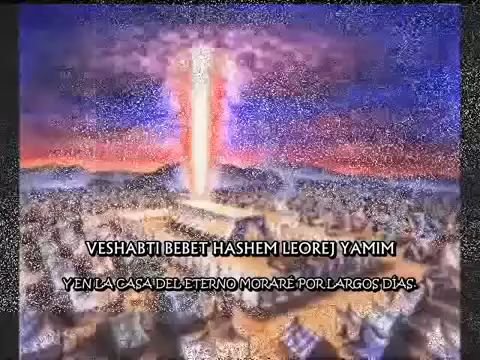 VESHABTI BEBET HASHEM LEOREJ YAMIM
Y EN LA CASA DEL ETERNO MORARÉ POR LARGOS DÍAS.